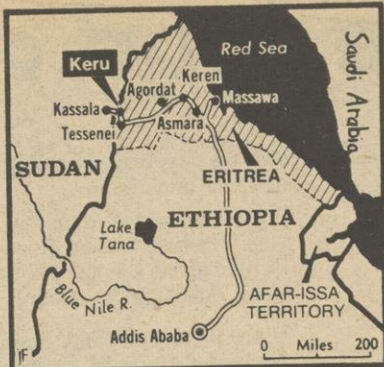 Red Sea
Saudi Arabia
Keru
Keren
Agordat
Kassala
Massawa
Tessenei
Asmara
SUDAN
ERITREA
ETHIOPIA
Lake
Tana
Blue Nile R.
AFAR-ISSA
TERRITORY
Addis Ababa
0 Miles 200